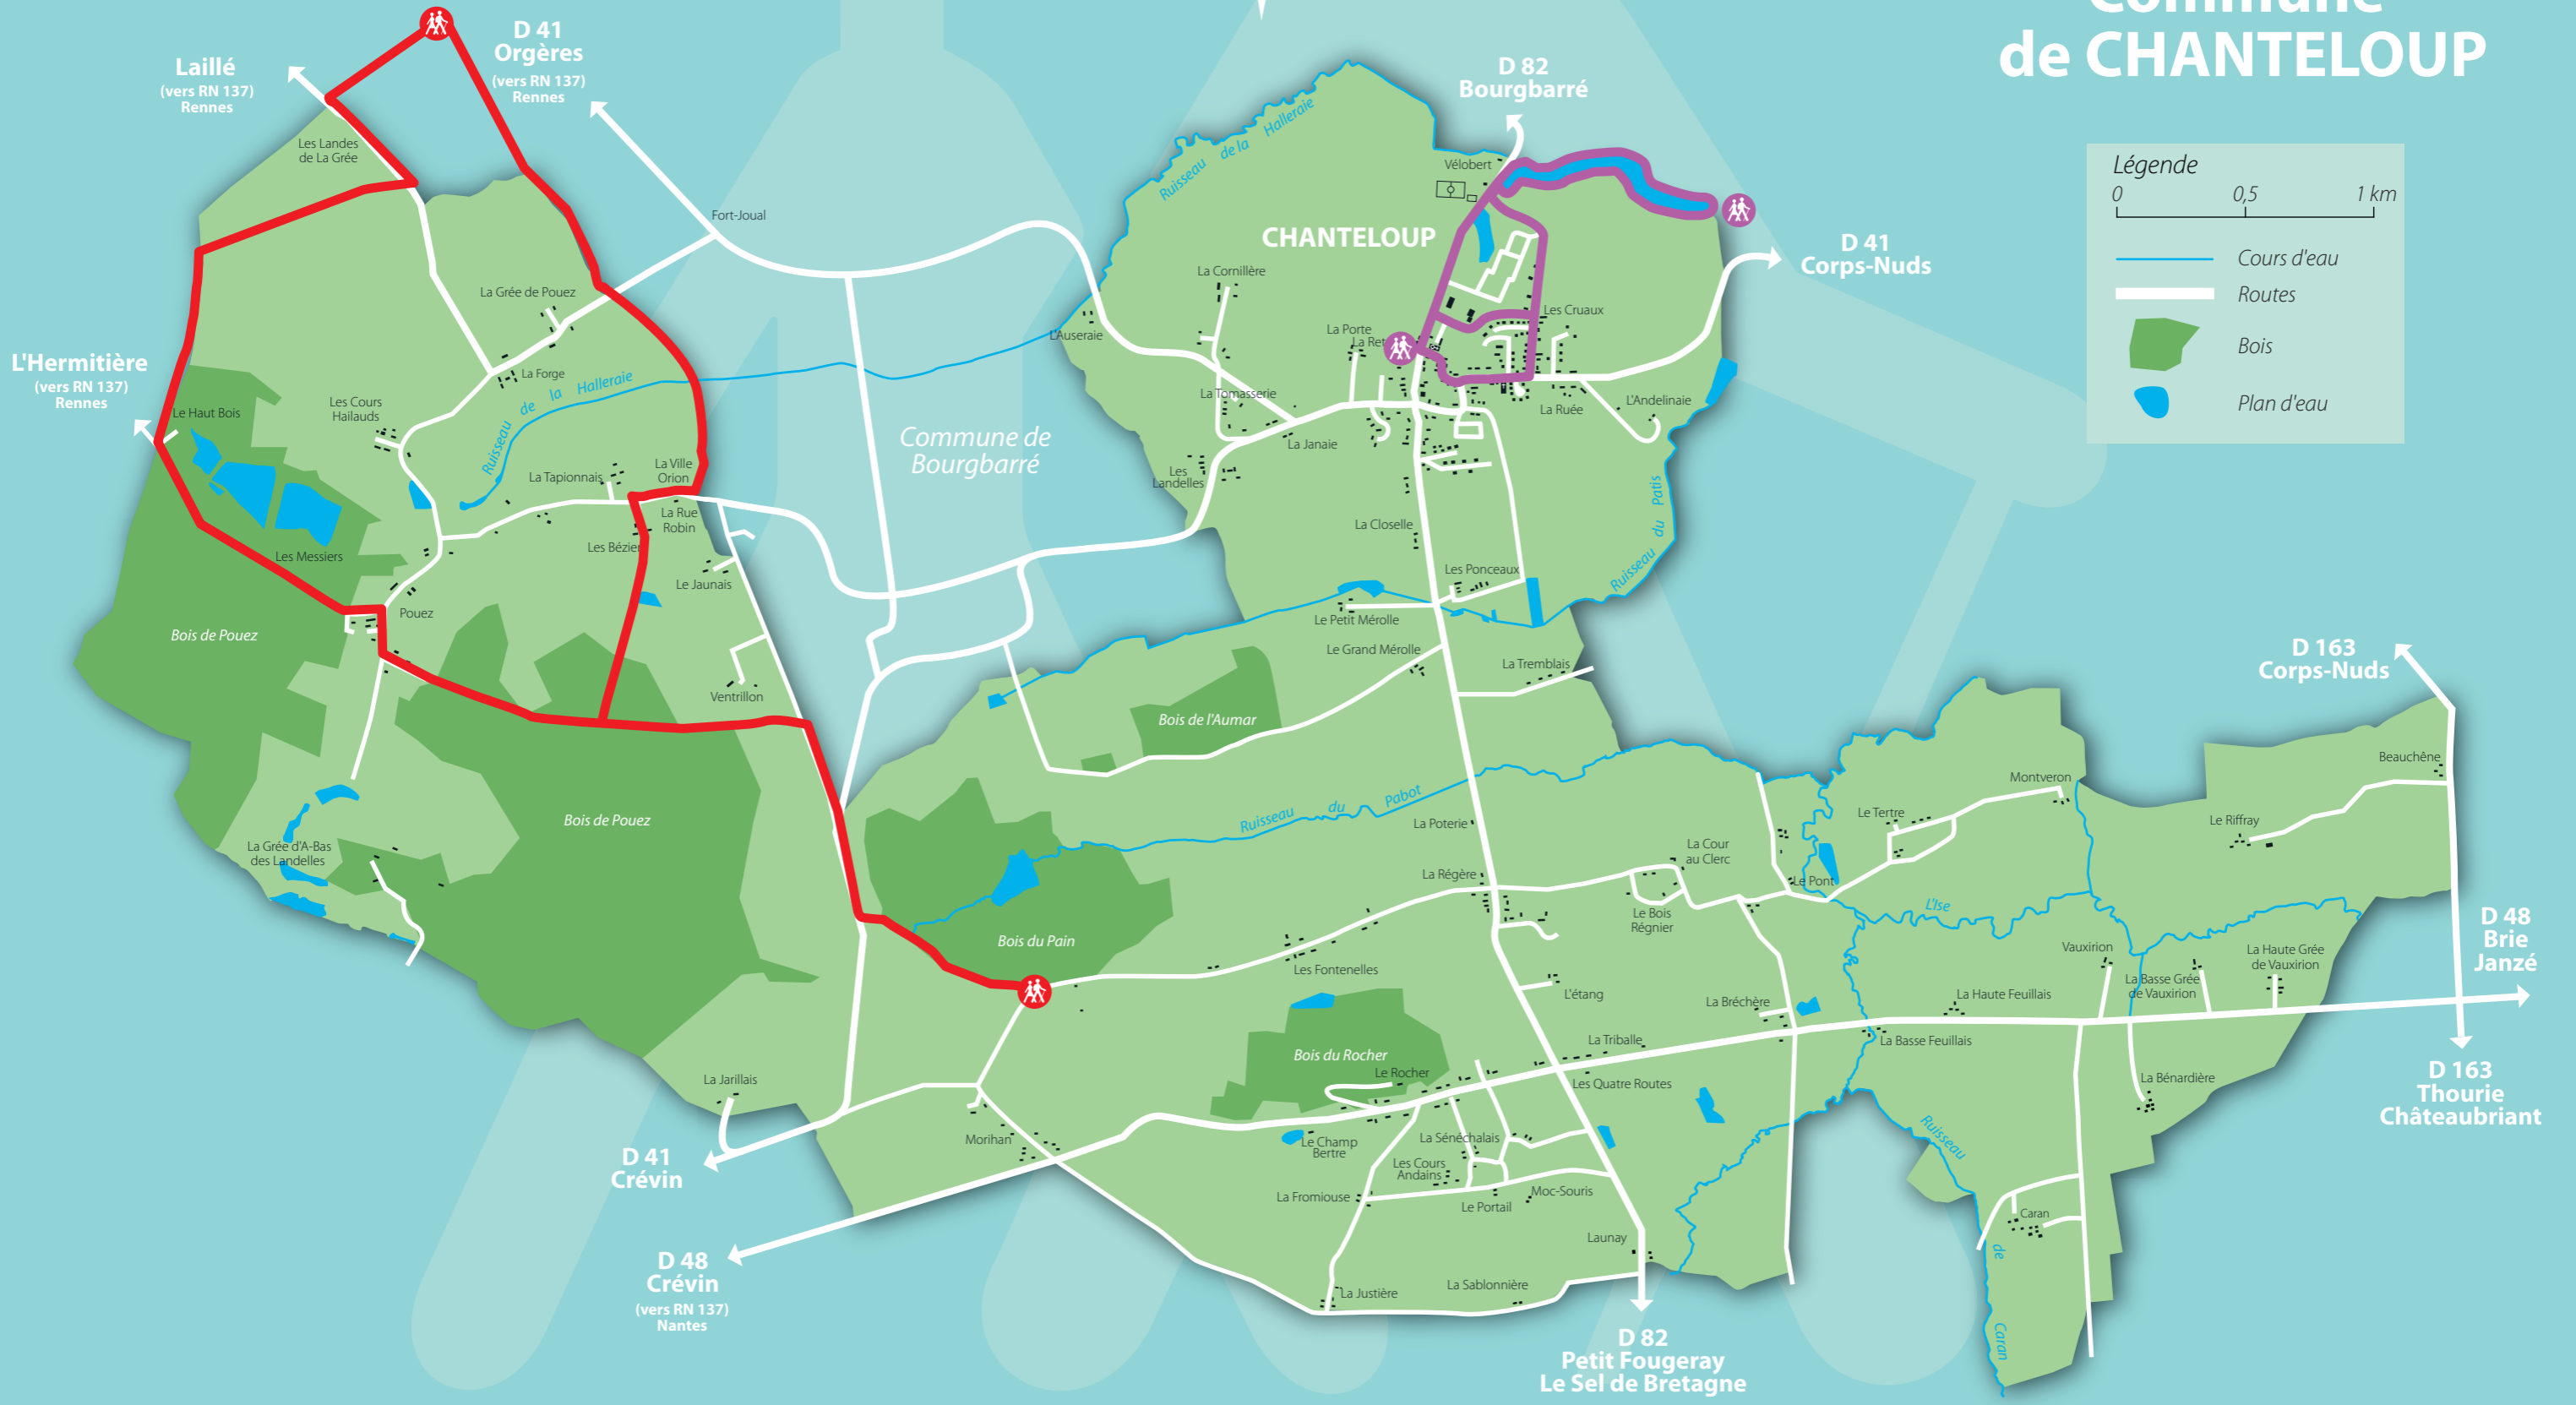 Commune
de CHANTELOUP
Légende
0 0,5 1 km
Cours d'eau
Routes
Bois
Plan d'eau
Laillé
(vers RN 137)
Rennes
D 41
Orgères
(vers RN 137)
Rennes
D 82
Bourgbarré
D 41
Corps-Nuds
L'Hermitière
(vers RN 137)
Rennes
Les Landes
de La Grée
Fort-Joual
La Grée de Pouez
La Forge
Les Cours
Hailauds
Le Haut Bois
Ruisseau de la Halleraie
La Tapionnais
La Ville
Orion
La Rue
Robin
Les Bézier
Les Messiers
Le Jaunais
Pouez
Bois de Pouez
Ventrillon
Bois de Pouez
La Grée d'A-Bas
des Landelles
La Jarillais
Commune de
Bourgbarré
Ruisseau de la Halleraie
Vélobert
CHANTELOUP
La Cornillère
L'Auseraie
La Porte
La Ret
Les Cruaux
La Tomasserie
La Janaie
La Ruée
L'Andelinaie
Les
Landelles
La Closelle
Ruisseau du Patis
Les Ponceaux
Le Petit Mérolle
Le Grand Mérolle
La Tremblais
Bois de l'Aumar
Ruisseau du Pabot
La Poterie
La Régère
La Cour
au Clerc
Le Bois
Régnier
Le Pont
Le Tertre
Montveron
Le Riffray
Beauchêne
D 163
Corps-Nuds
L'Ise
Bois du Pain
Les Fontenelles
L'étang
La Bréchère
Vauxirion
La Basse Grée
de Vauxirion
La Haute Grée
de Vauxirion
La Haute Feuillais
La Basse Feuillais
D 48
Brie
Janzé
Bois du Rocher
Le Rocher
La Triballe
Les Quatre Routes
La Bénardière
D 163
Thourie
Châteaubriant
Morihan
Le Champ
Bertre
La Sénéchalais
Les Cours
Andains
La Fromiouse
Le Portail
Moc-Souris
Launay
La Sablonnière
La Justière
Ruisseau de Caran
Caran
D 41
Crévin
D 48
Crévin
(vers RN 137)
Nantes
D 82
Petit Fougeray
Le Sel de Bretagne